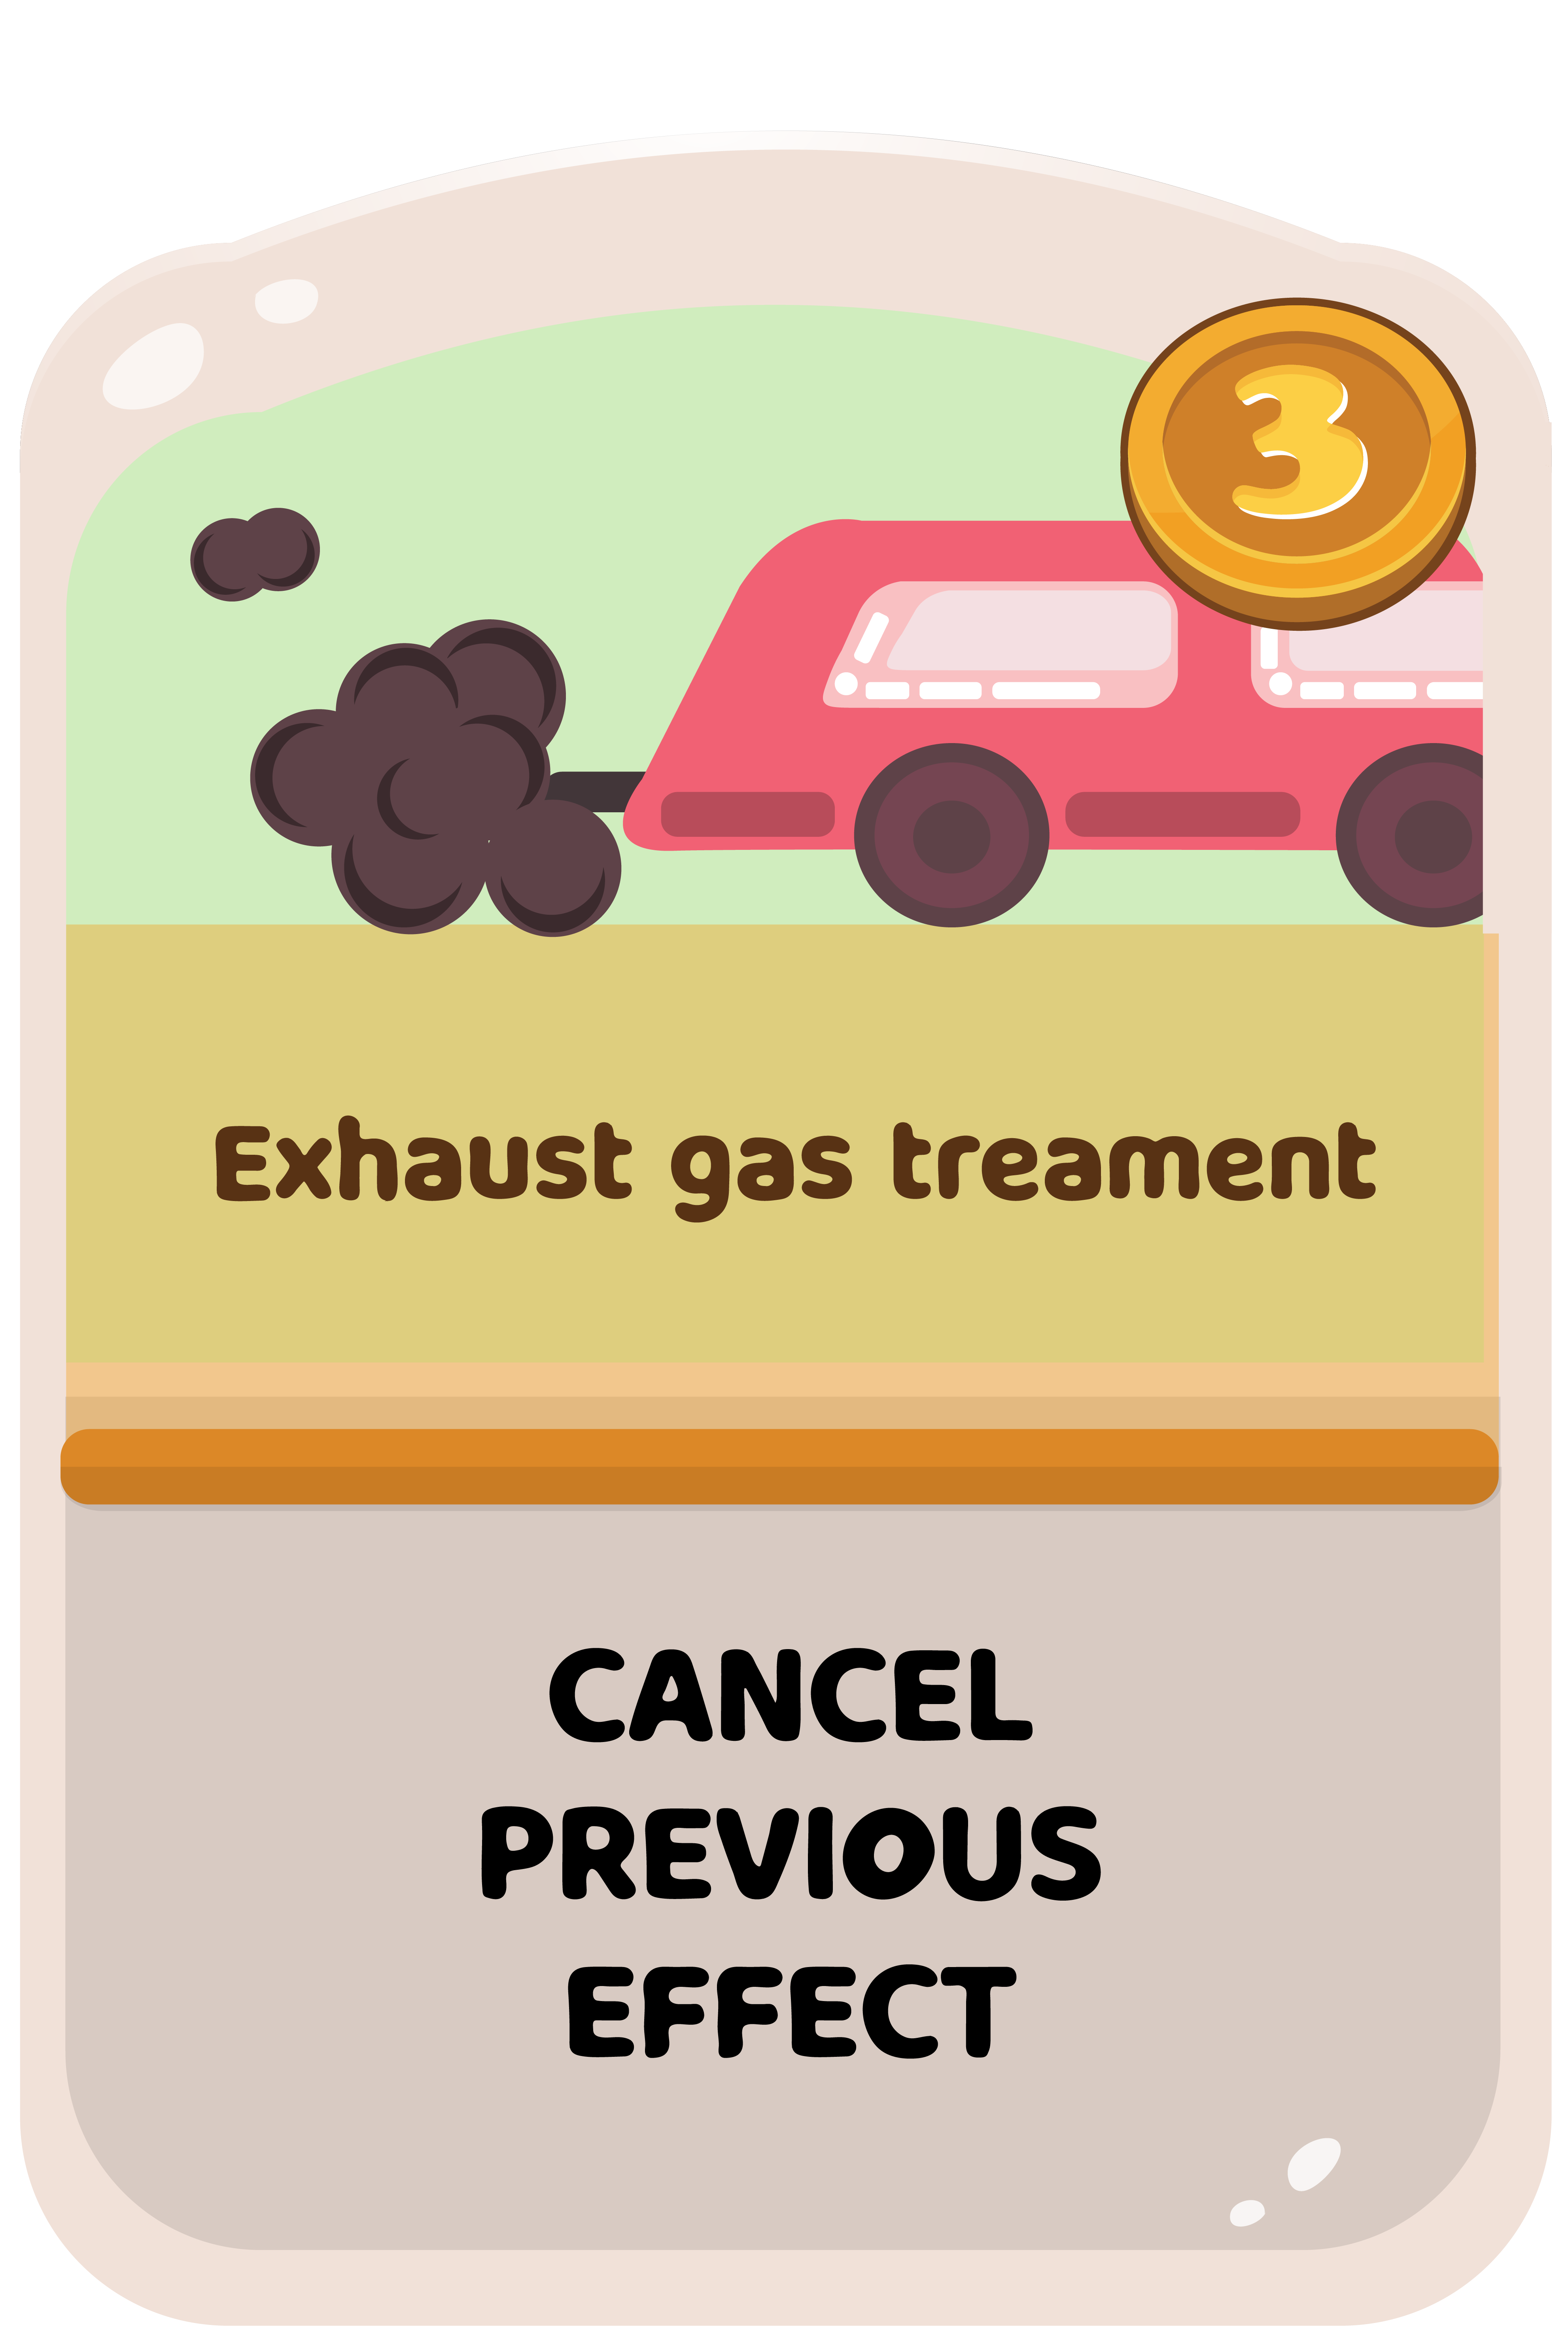 3
Exhaust gas treament
CANCEL
PREVIOUS
EFFECT